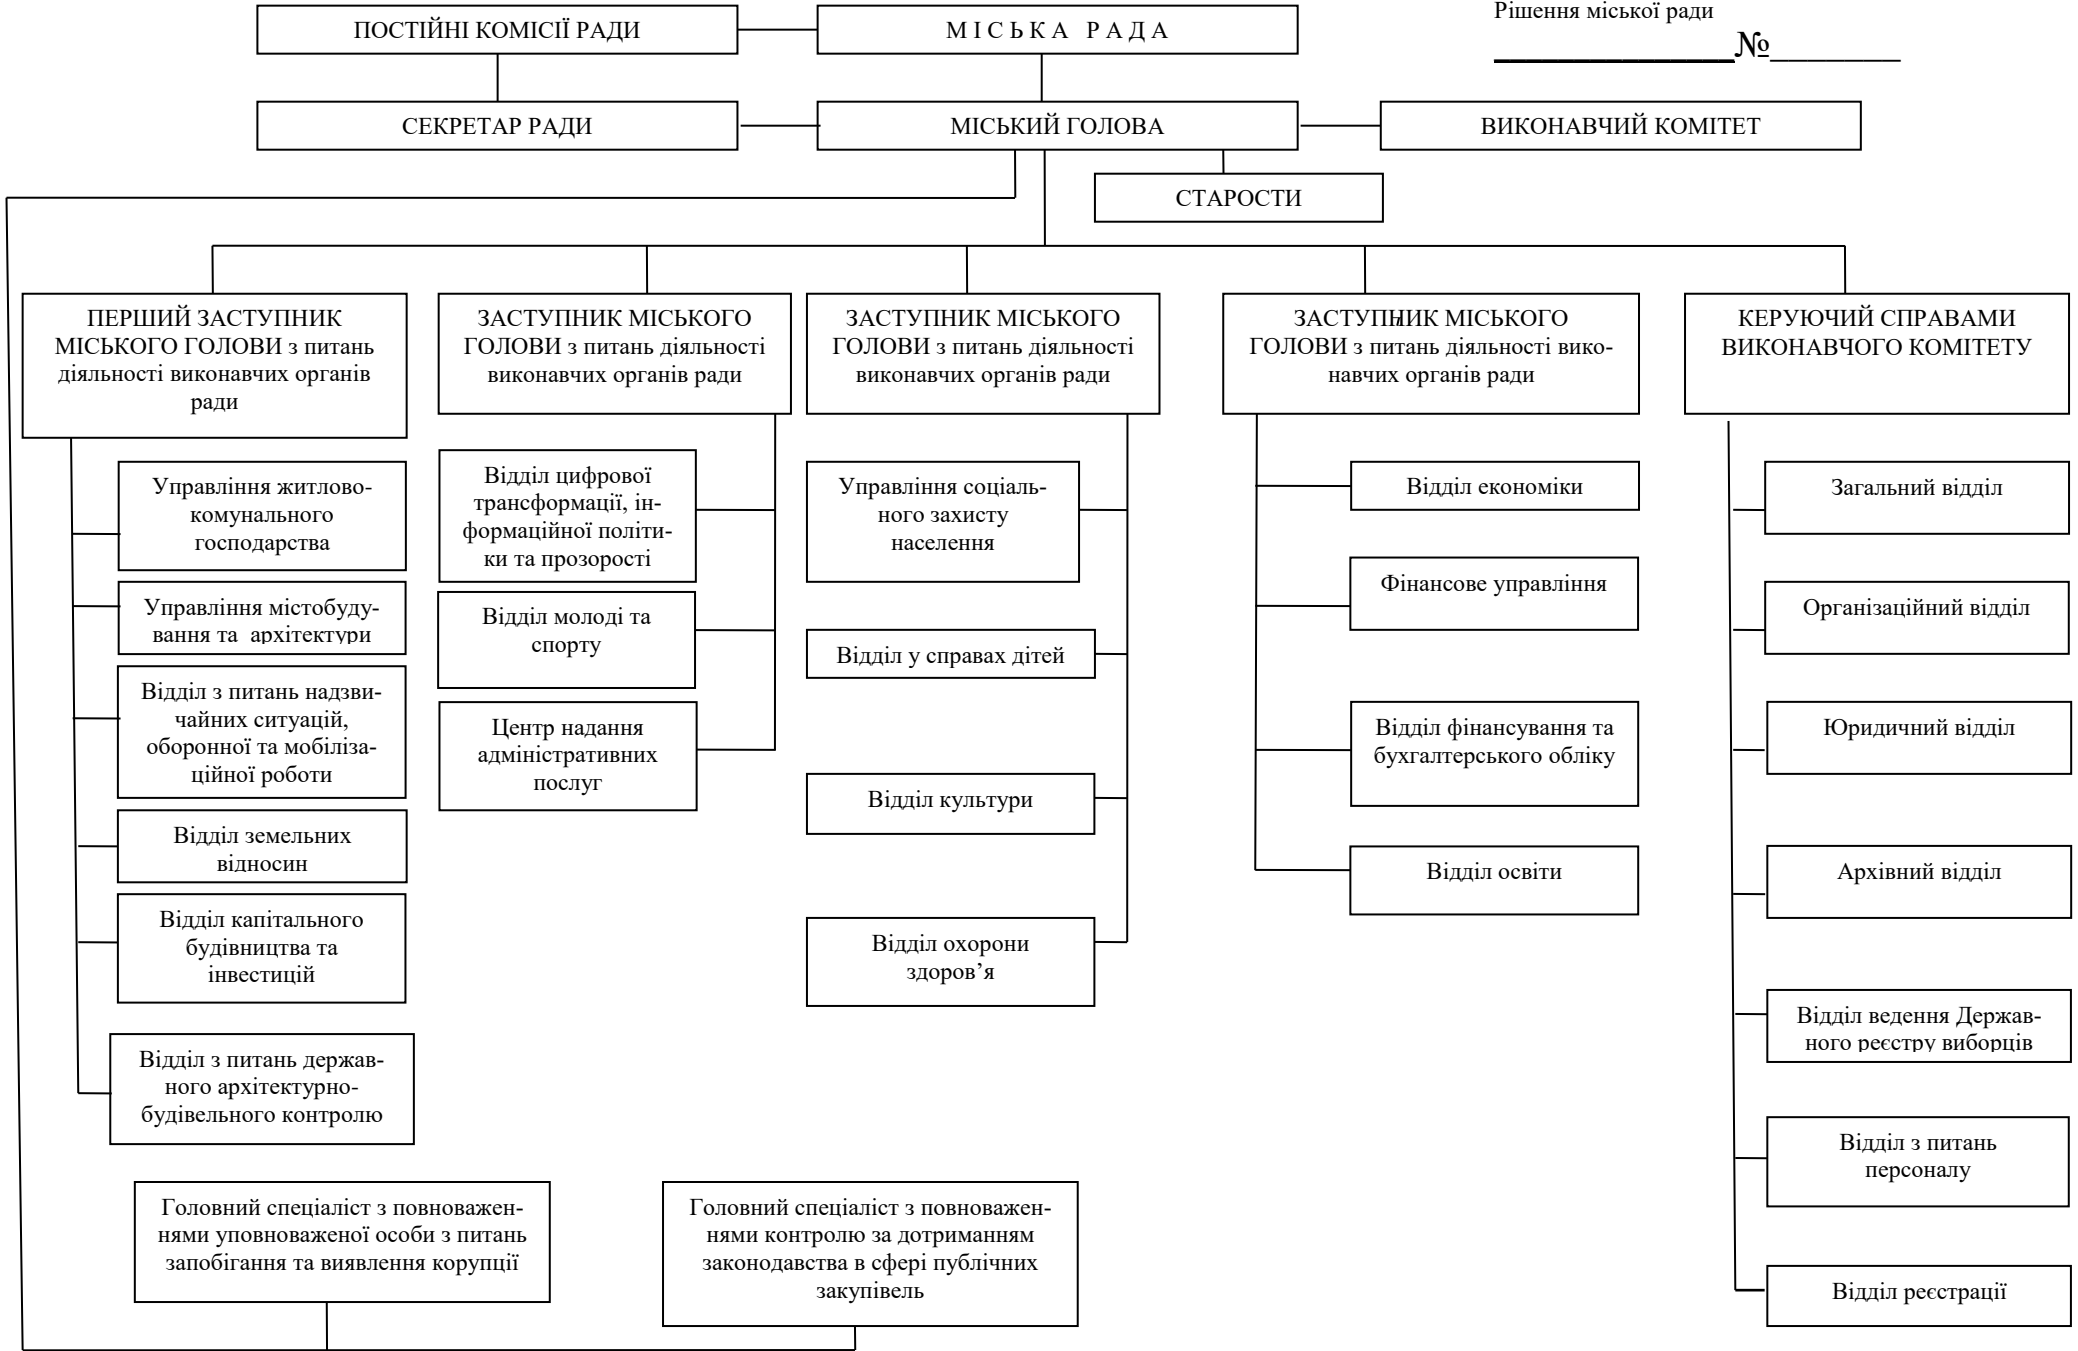 Рішення міської ради
_______________№_________
ПОСТІЙНІ КОМІСІЇ РАДИ
М І С Ь К А Р А Д А
СЕКРЕТАР РАДИ
МІСЬКИЙ ГОЛОВА
ВИКОНАВЧИЙ КОМІТЕТ
СТАРОСТИ
ПЕРШИЙ ЗАСТУПНИК
МІСЬКОГО ГОЛОВИ з питань
діяльності виконавчих органів
ради
ЗАСТУПНИК МІСЬКОГО
ГОЛОВИ з питань діяльності
виконавчих органів ради
ЗАСТУПНИК МІСЬКОГО
ГОЛОВИ з питань діяльності
виконавчих органів ради
ЗАСТУПНИК МІСЬКОГО
ГОЛОВИ з питань діяльності вико-
навчих органів ради
КЕРУЮЧИЙ СПРАВАМИ
ВИКОНАВЧОГО КОМІТЕТУ
Управління житлово-
комунального
господарства
Управління містобуду-
вання та архітектури
Відділ з питань надзви-
чайних ситуацій,
оборонної та мобіліза-
ційної роботи
Відділ земельних
відносин
Відділ капітального
будівництва та
інвестицій
Відділ з питань держав-
ного архітектурно-
будівельного контролю
Відділ цифрової
трансформації, ін-
формаційної політи-
ки та прозорості
Відділ молоді та
спорту
Центр надання
адміністративних
послуг
Управління соціаль-
ного захисту
населення
Відділ у справах дітей
Відділ культури
Відділ охорони
здоров’я
Відділ економіки
Фінансове управління
Відділ фінансування та
бухгалтерського обліку
Відділ освіти
Загальний відділ
Організаційний відділ
Юридичний відділ
Архівний відділ
Відділ ведення Держав-
ного реєстру виборців
Відділ з питань
персоналу
Відділ реєстрації
Головний спеціаліст з повноважен-
нями уповноваженої особи з питань
запобігання та виявлення корупції
Головний спеціаліст з повноважен-
нями контролю за дотриманням
законодавства в сфері публічних
закупівель